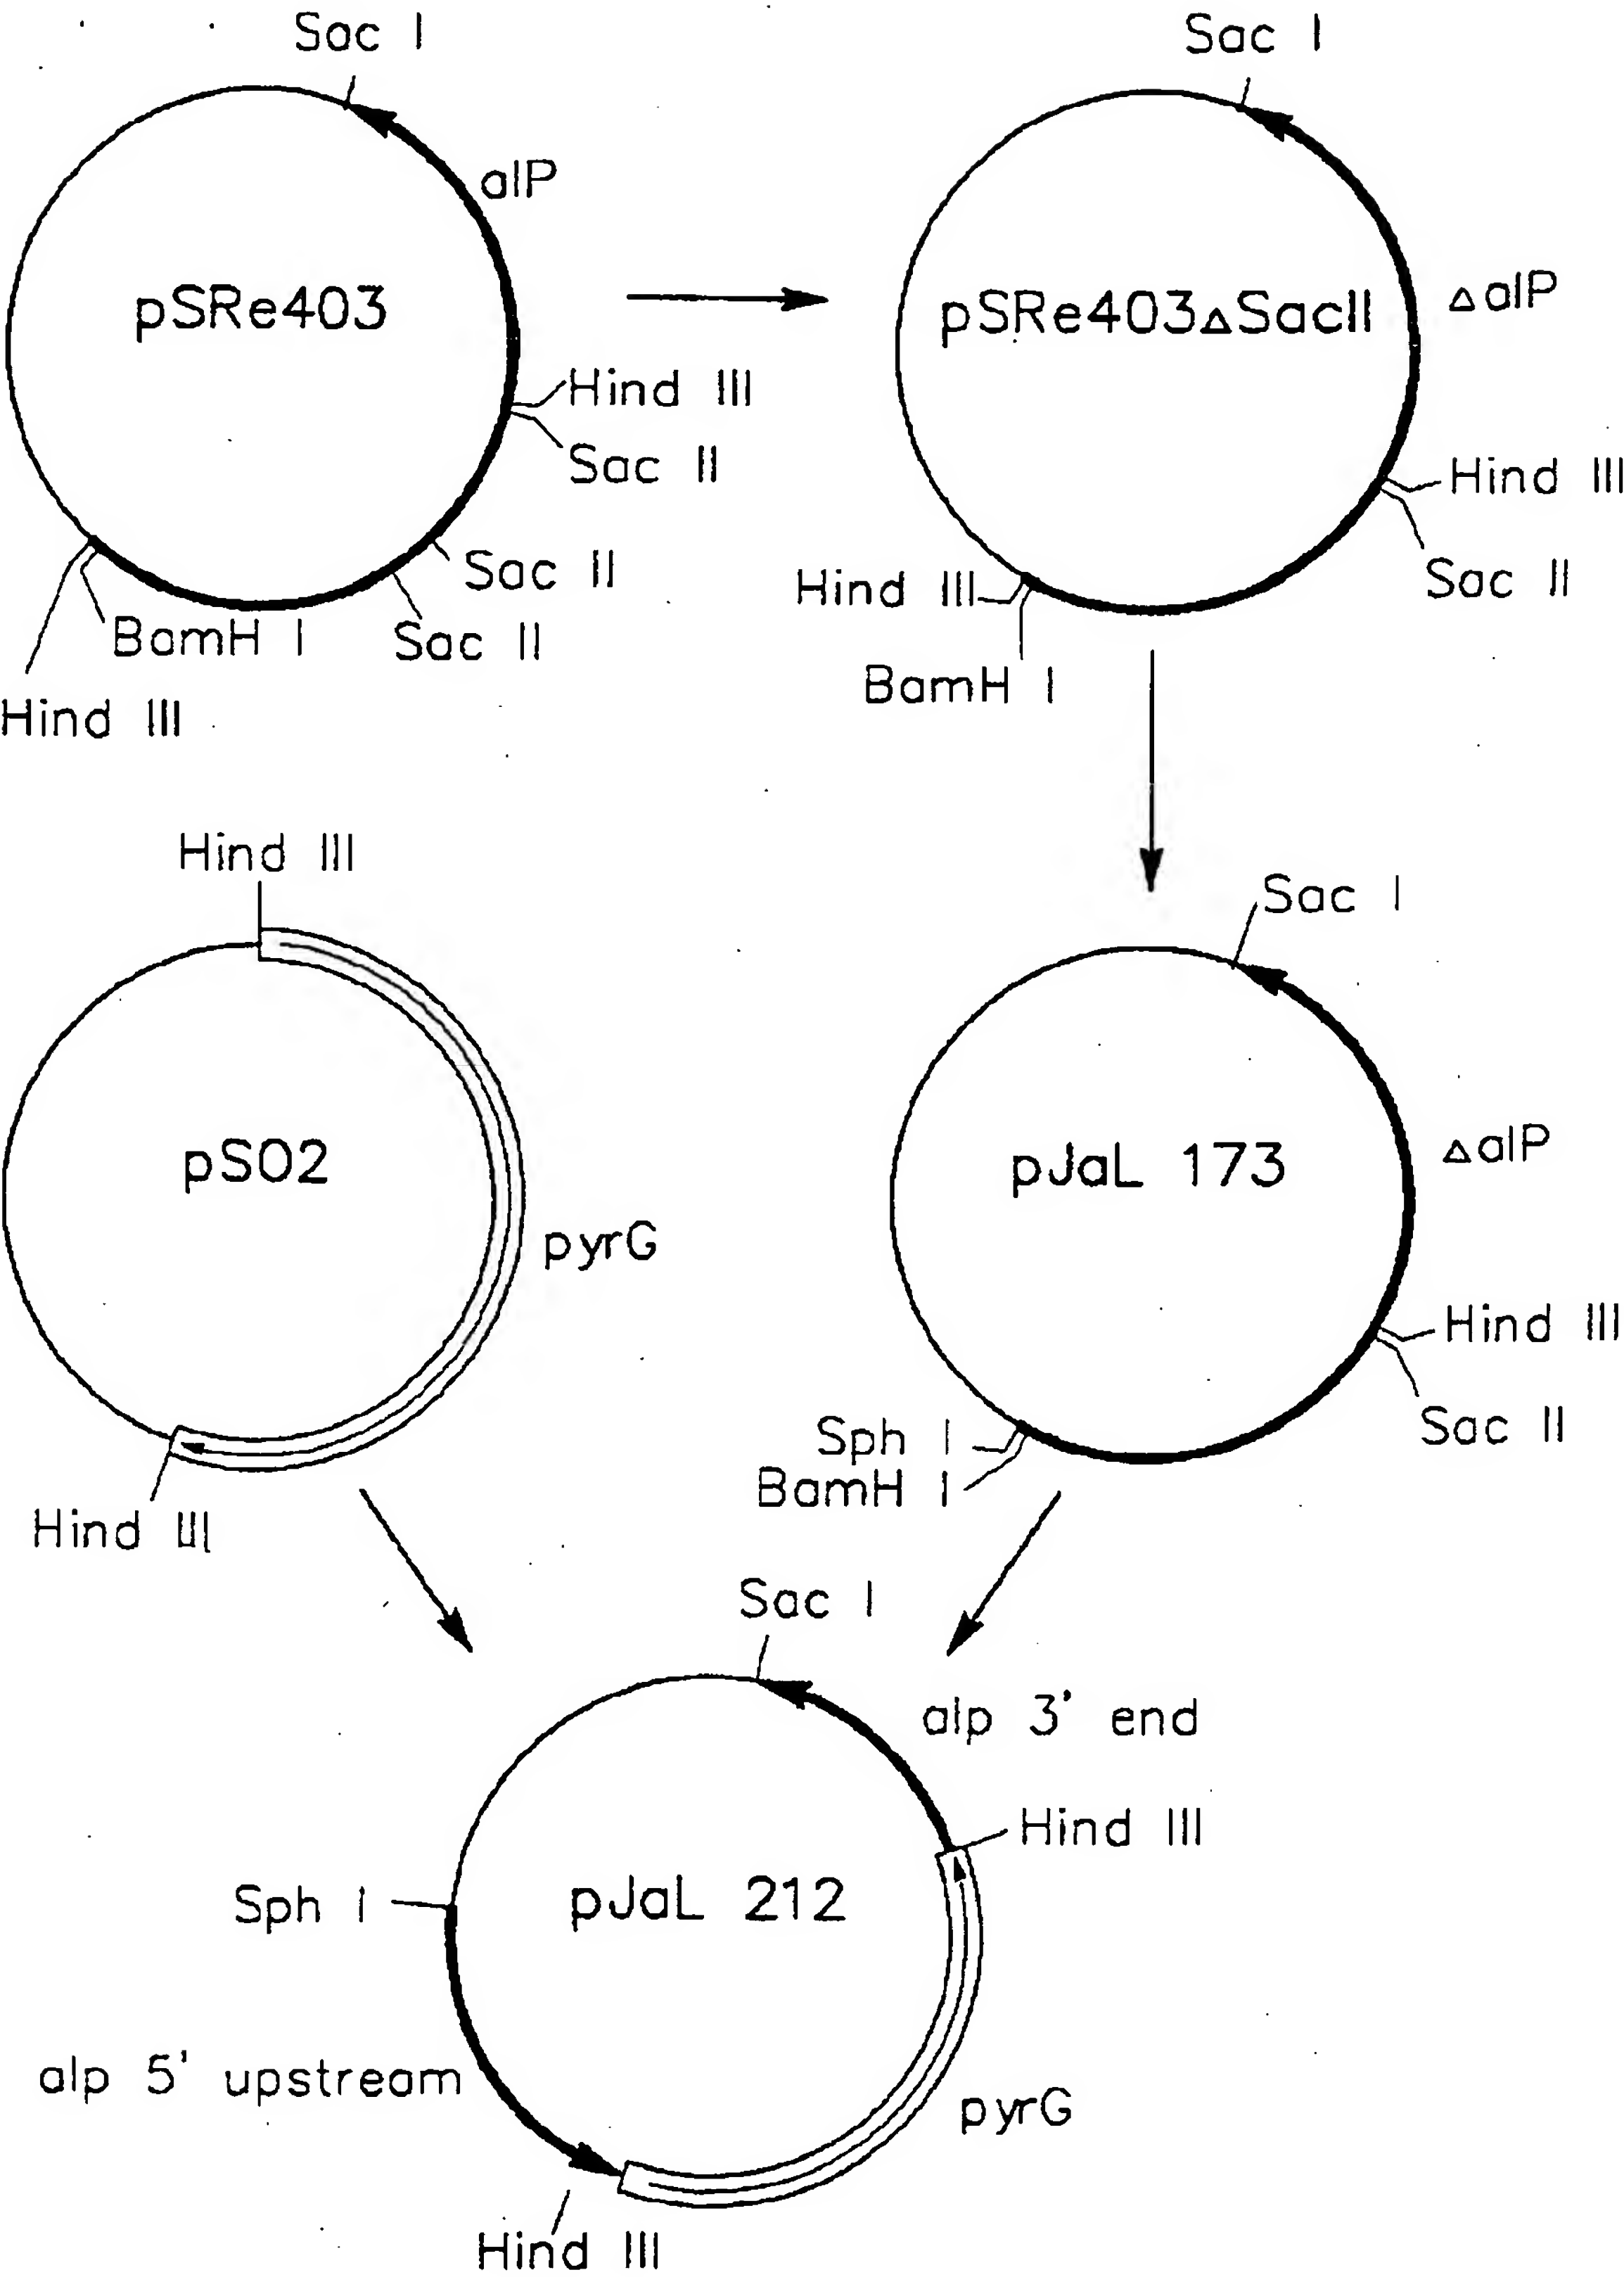 Sac I
alP
pSRe403
Hind III
Sac II
Sac II
Sac II
BamH I
Hind III
Sac I
ΔalP
pSRe403ΔSacII
Hind III
Sac II
Hind III
BamH I
Hind III
pSO2
pyrG
Hind III
Sac I
ΔalP
pJaL 173
Hind III
Sac II
Sph I
BamH I
Sac I
alp 3' end
Hind III
pJaL 212
Sph I
alp 5' upstream
pyrG
Hind III